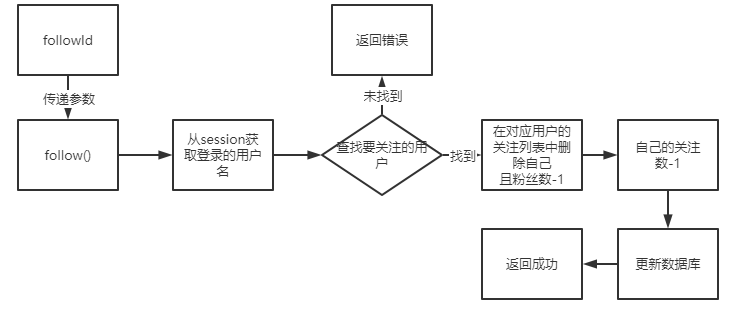 followId
返回错误
传递参数
未找到
follow()
从session获
取登录的用户
名
查找要关注的用
户
找到
在对应用户的
关注列表中删
除自己
且粉丝数-1
自己的关注
数-1
返回成功
更新数据库